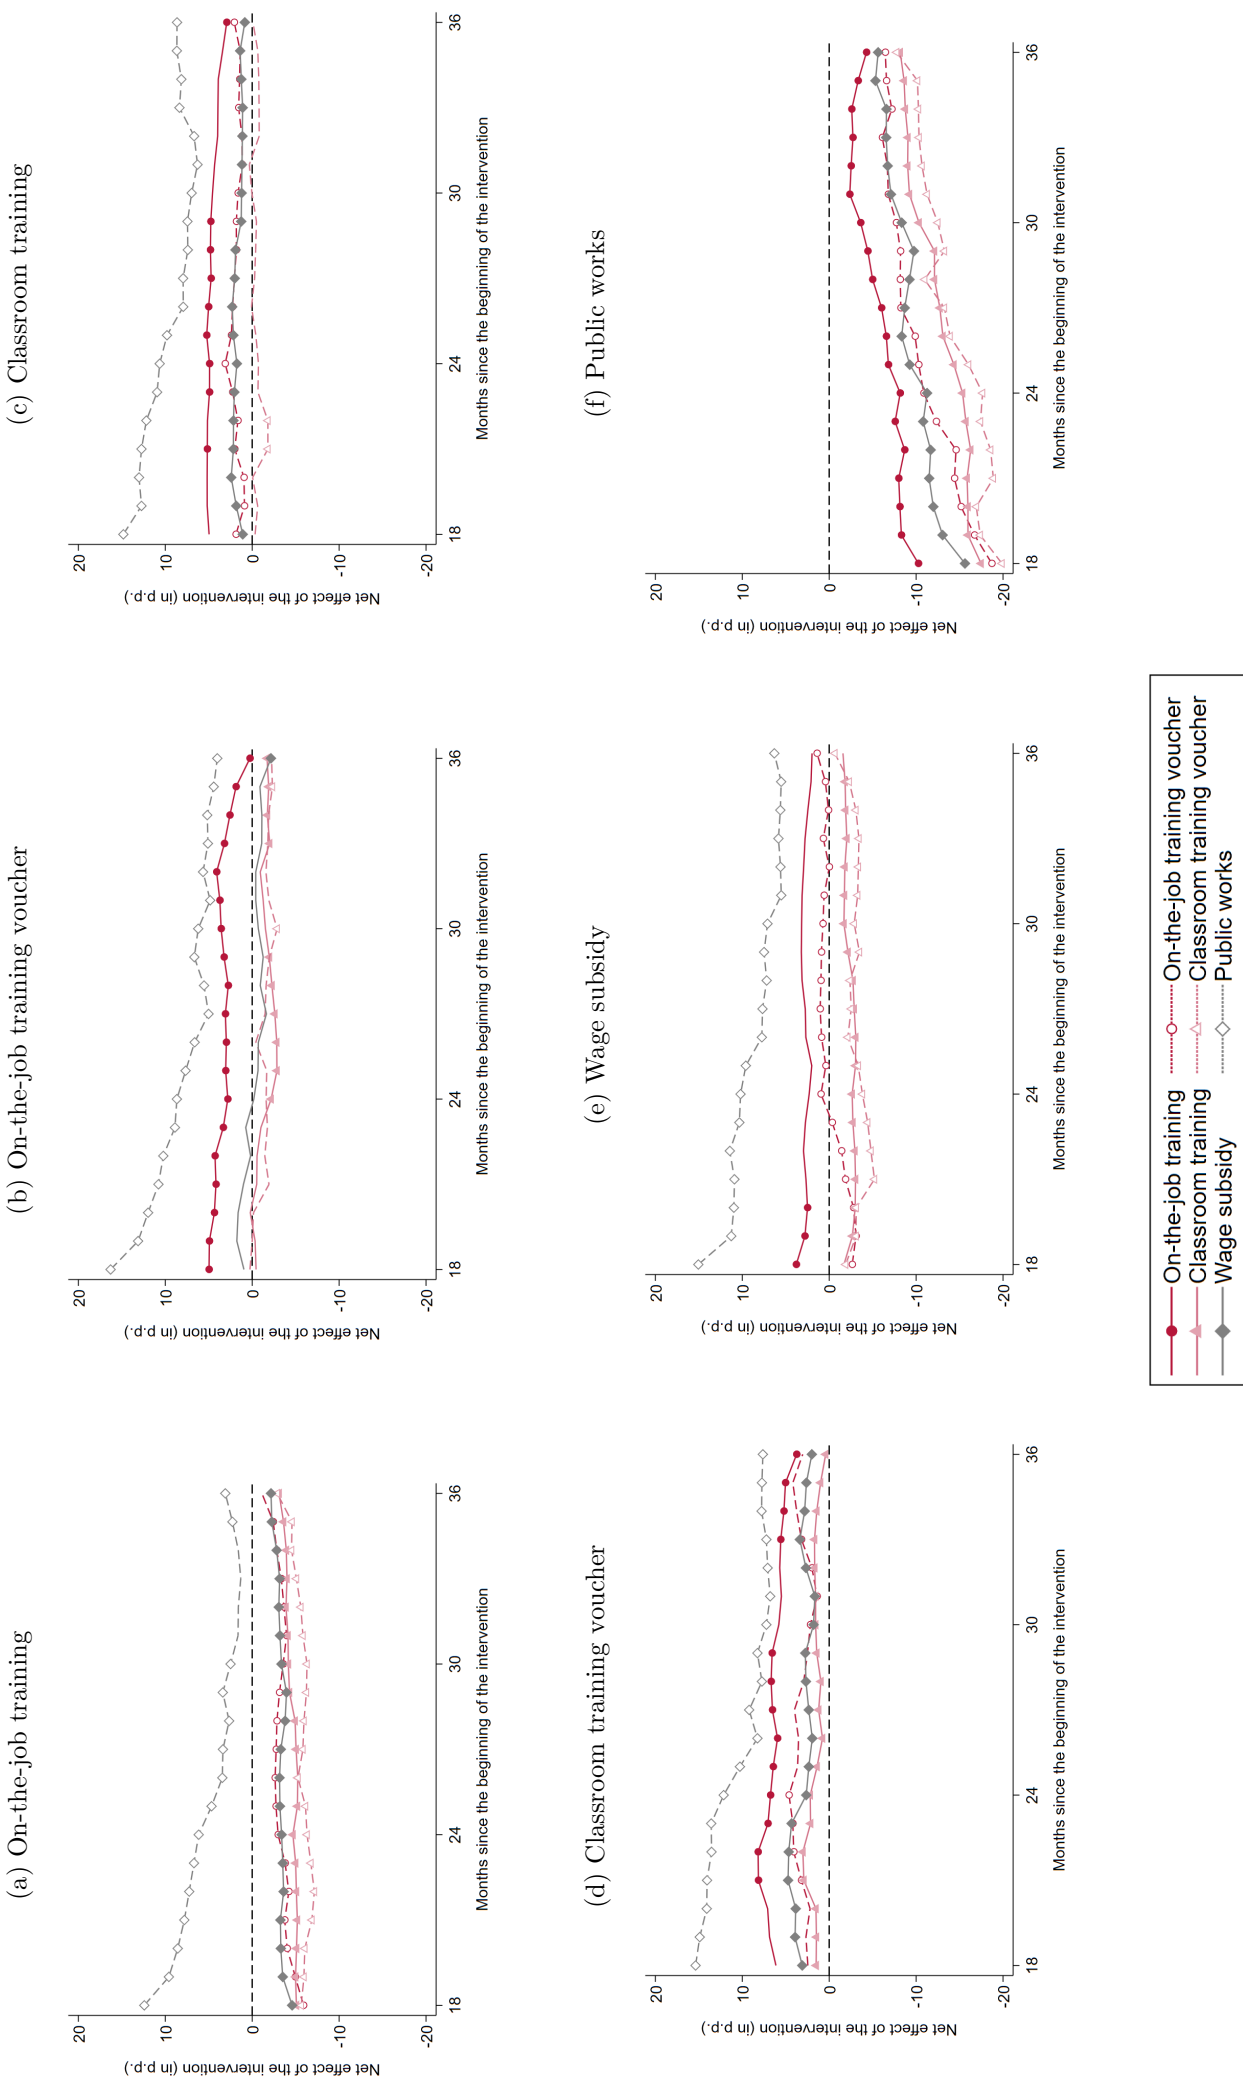 (a) On-the-job training
Net effect of the intervention (in p.p.)
20
10
0
-10
-20
18
24
30
36
Months since the beginning of the intervention
(b) On-the-job training voucher
Net effect of the intervention (in p.p.)
20
10
0
-10
-20
18
24
30
36
Months since the beginning of the intervention
(c) Classroom training
Net effect of the intervention (in p.p.)
20
10
0
-10
-20
18
24
30
36
Months since the beginning of the intervention
(d) Classroom training voucher
Net effect of the intervention (in p.p.)
20
10
0
-10
-20
18
24
30
36
Months since the beginning of the intervention
(e) Wage subsidy
Net effect of the intervention (in p.p.)
20
10
0
-10
-20
18
24
30
36
Months since the beginning of the intervention
(f) Public works
Net effect of the intervention (in p.p.)
20
10
0
-10
-20
18
24
30
36
Months since the beginning of the intervention
On-the-job training
On-the-job training voucher
Classroom training
Classroom training voucher
Wage subsidy
Public works